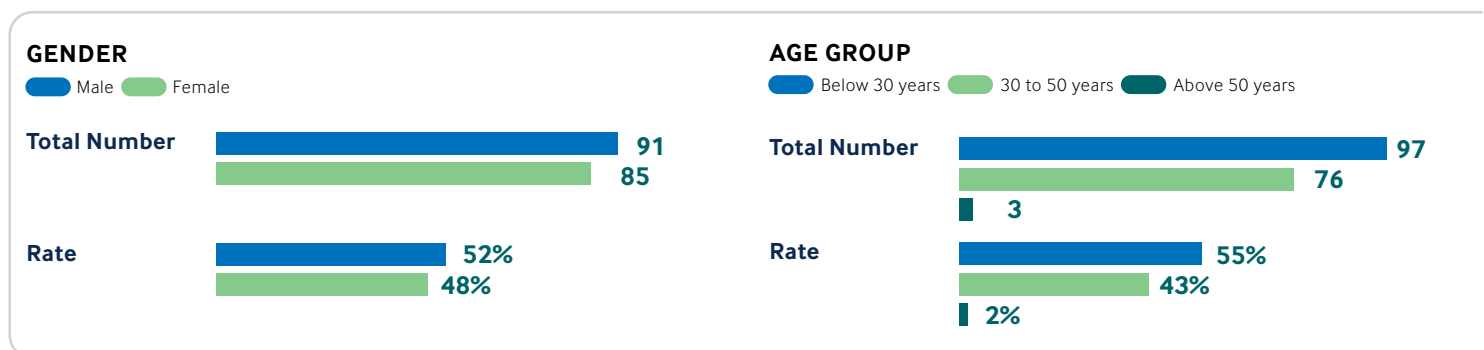 GENDER
Male Female
Total Number
91
85
Rate
52%
48%
AGE GROUP
Below 30 years 30 to 50 years Above 50 years
Total Number
97
76
3
Rate
55%
43%
2%